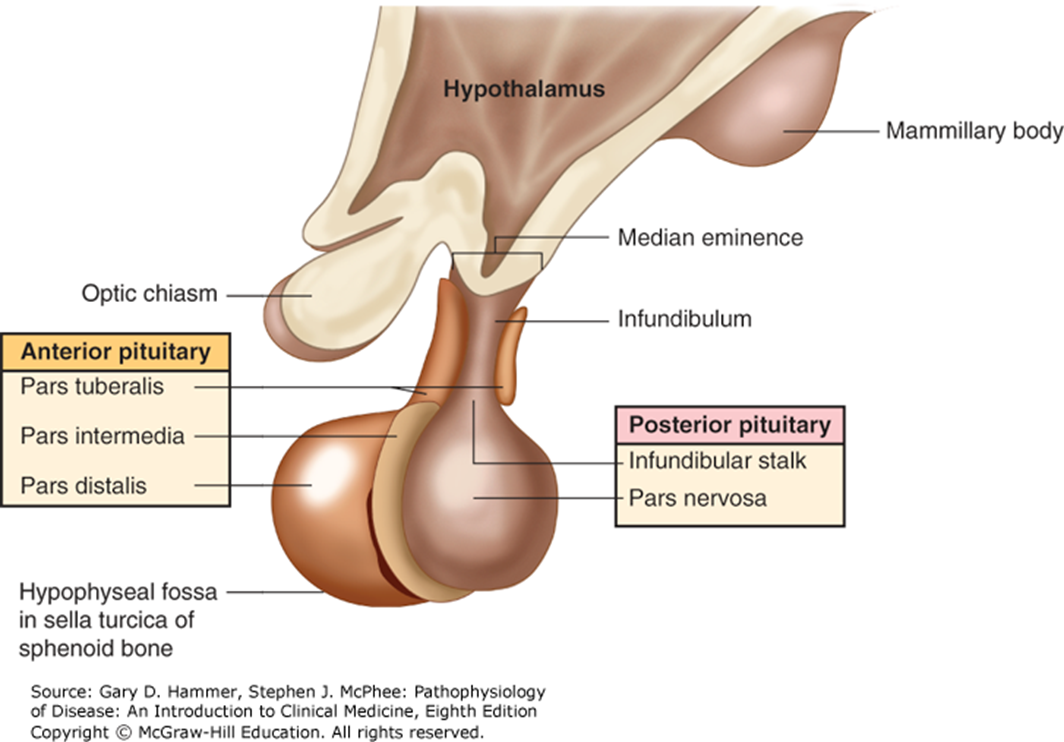 Hypothalamus
Mammillary body
Median eminence
Optic chiasm
Infundibulum
Anterior pituitary
Pars tuberalis
Pars intermedia
Pars distalis
Posterior pituitary
Infundibular stalk
Pars nervosa
Hypophyseal fossa
in sella turcica of
sphenoid bone
Source: Gary D. Hammer, Stephen J. McPhee: Pathophysiology
of Disease: An Introduction to Clinical Medicine, Eighth Edition
Copyright © McGraw-Hill Education. All rights reserved.